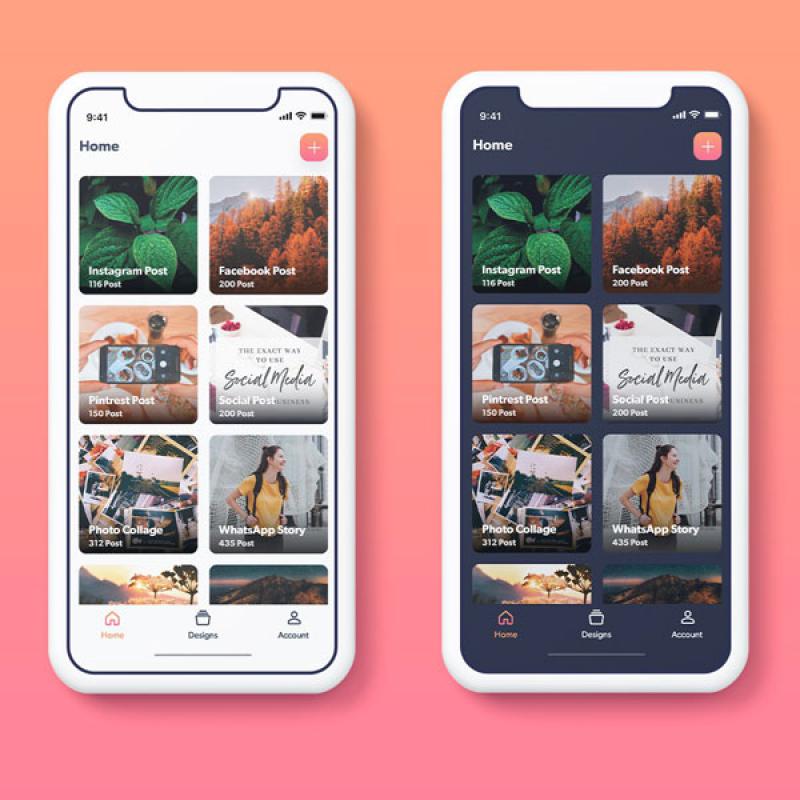 9:41
Home
Instagram Post
116 Post
Facebook Post
200 Post
Pintrest Post
150 Post
THE EXACT WAY
TO USE
Social Media
Social Post
200 Post
Photo Collage
312 Post
WhatsApp Story
435 Post
Home
Designs
Account
9:41
Home
Instagram Post
116 Post
Facebook Post
200 Post
Pintrest Post
150 Post
THE EXACT WAY
TO USE
Social Media
Social Post
200 Post
Photo Collage
312 Post
WhatsApp Story
435 Post
Home
Designs
Account